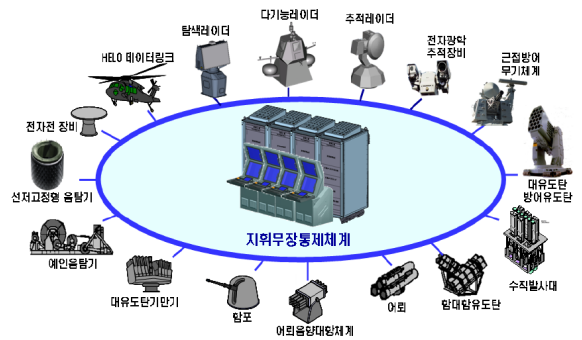 다기능레이더
추적레이더
탐색레이더
전자광학
추적장비
HELO 데이터링크
근접방어
무기체계
전자전 장비
대유도탄
방어유도탄
선저고정형 음탐기
지휘무장통제체계
예인음탐기
수직발사대
대유도탄기만기
함포
어뢰음향대항체계
어뢰
함대함유도탄